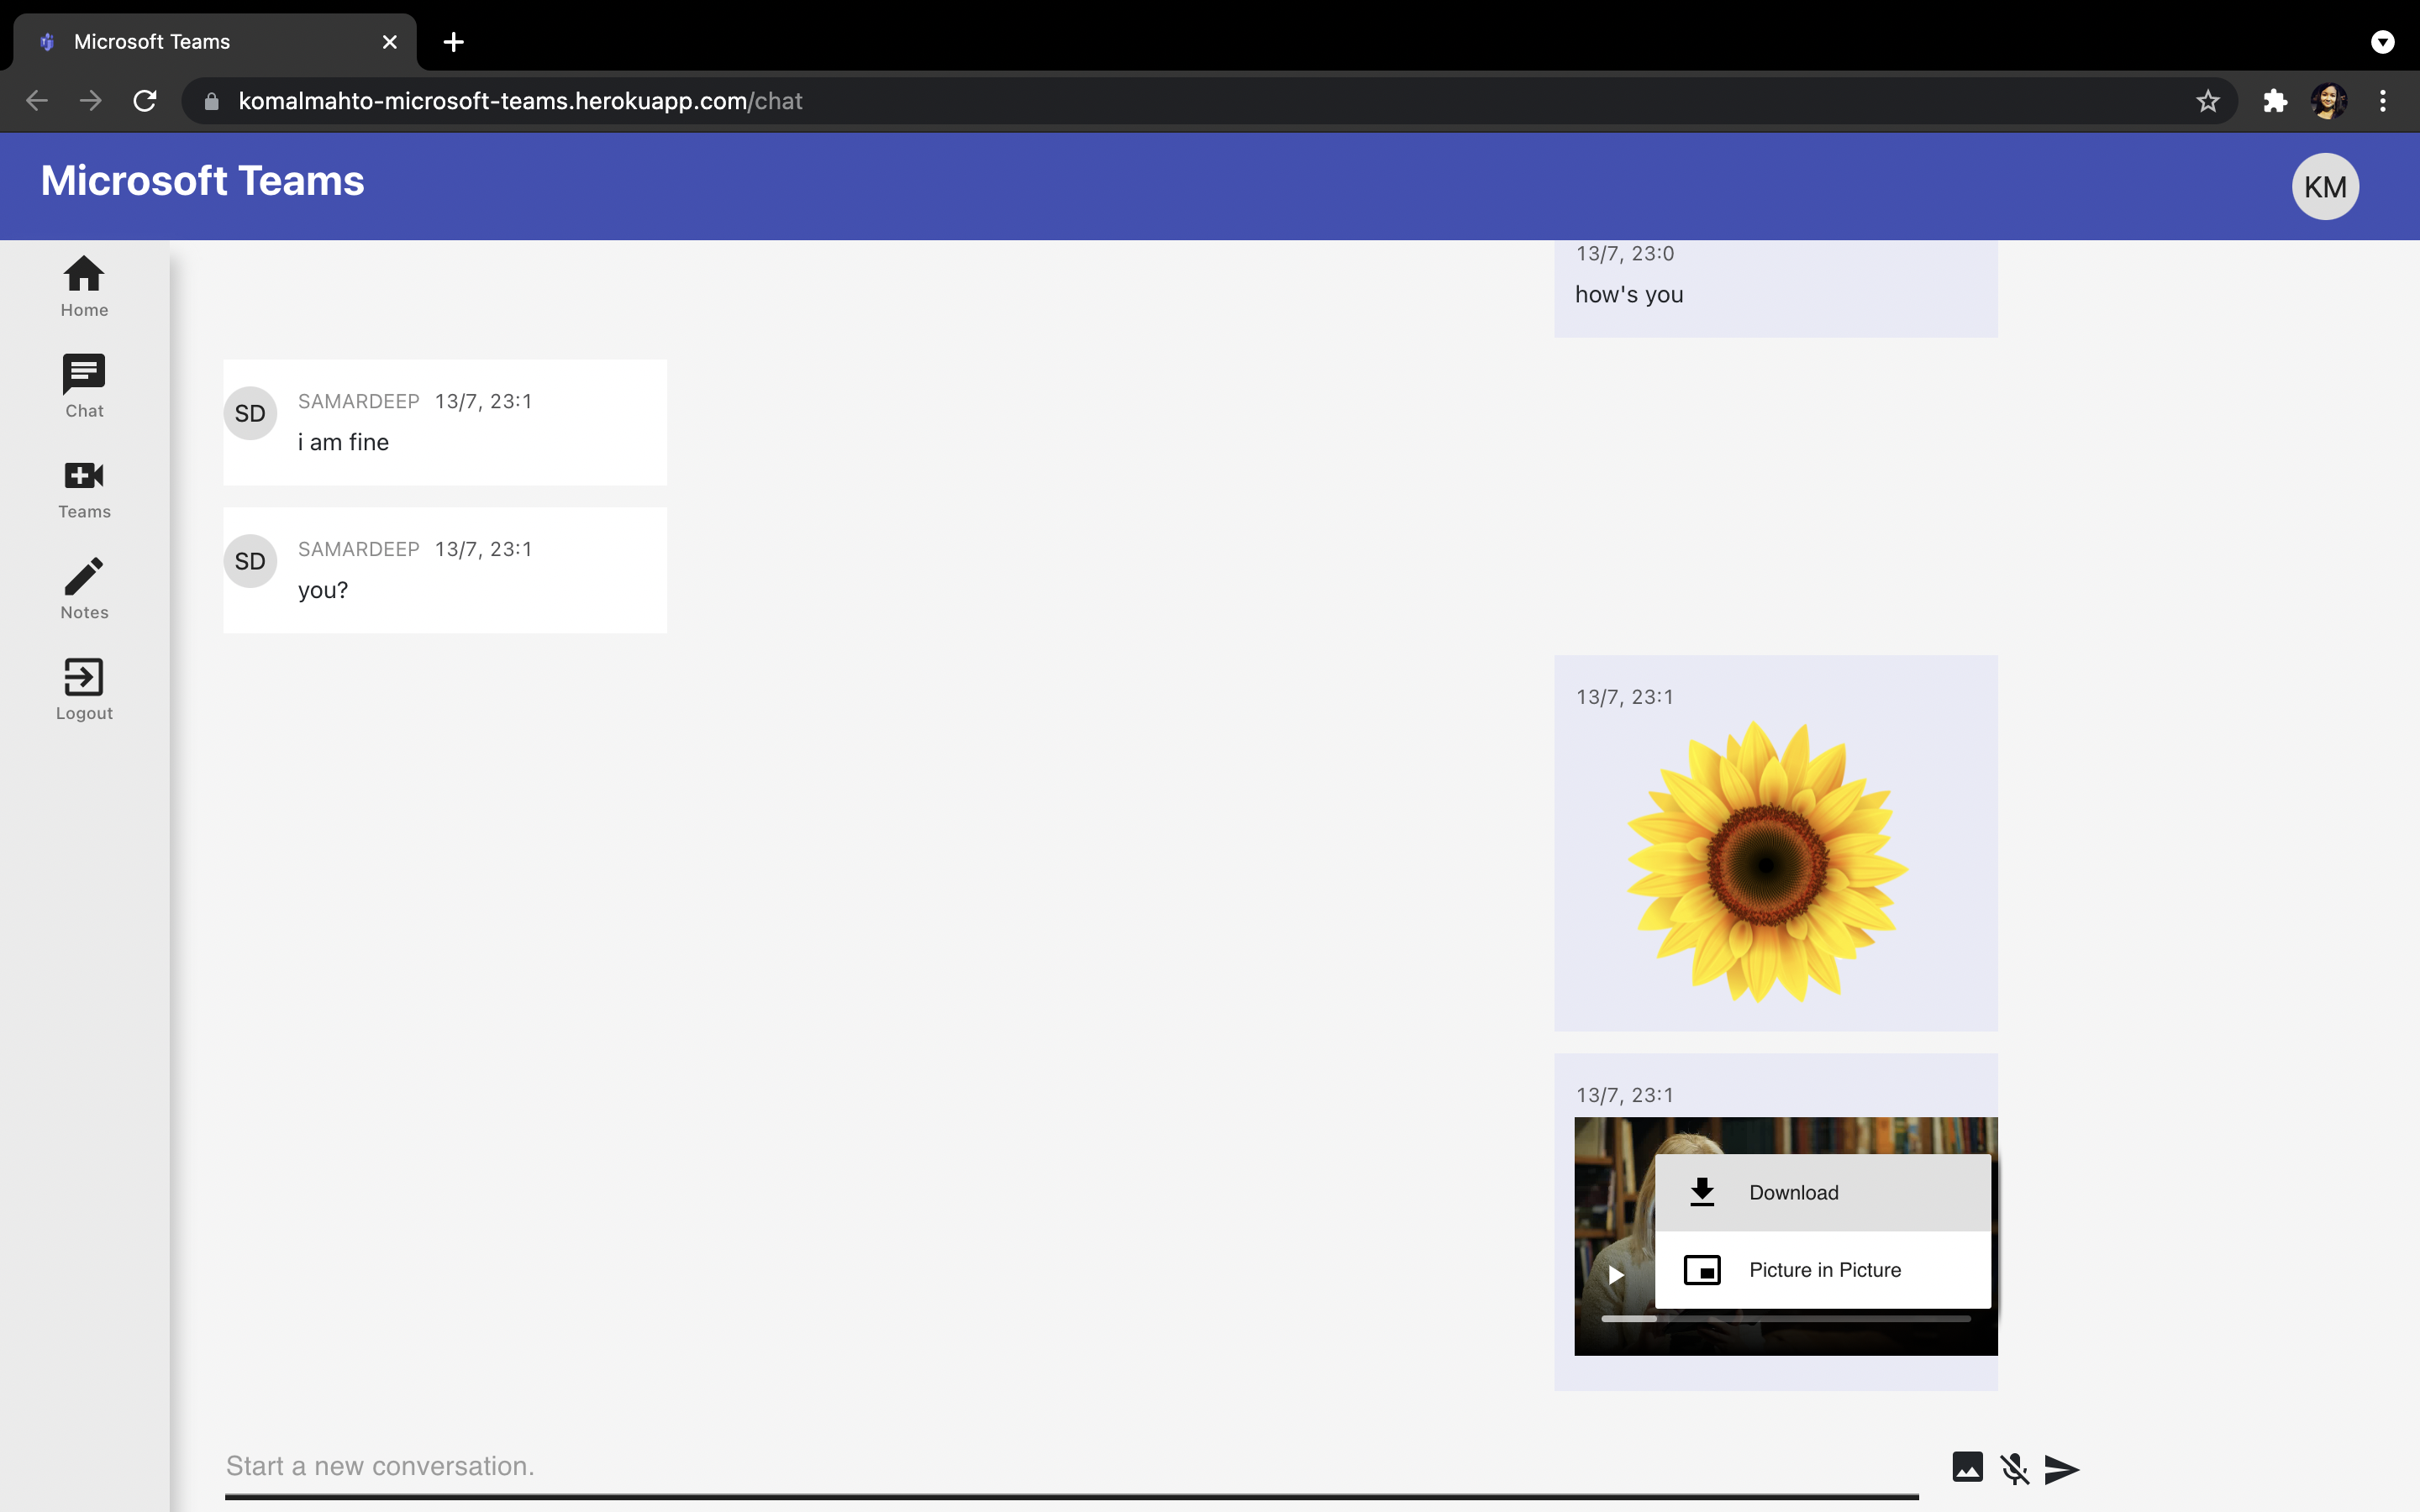 Microsoft Teams
komalmahto-microsoft-teams.herokuapp.com/chat
Microsoft Teams
KM
Home
Chat
Teams
Notes
Logout
13/7, 23:0
how's you
SD
SAMARDEEP 13/7, 23:1
i am fine
SD
SAMARDEEP 13/7, 23:1
you?
13/7, 23:1
13/7, 23:1
Download
Picture in Picture
Start a new conversation.